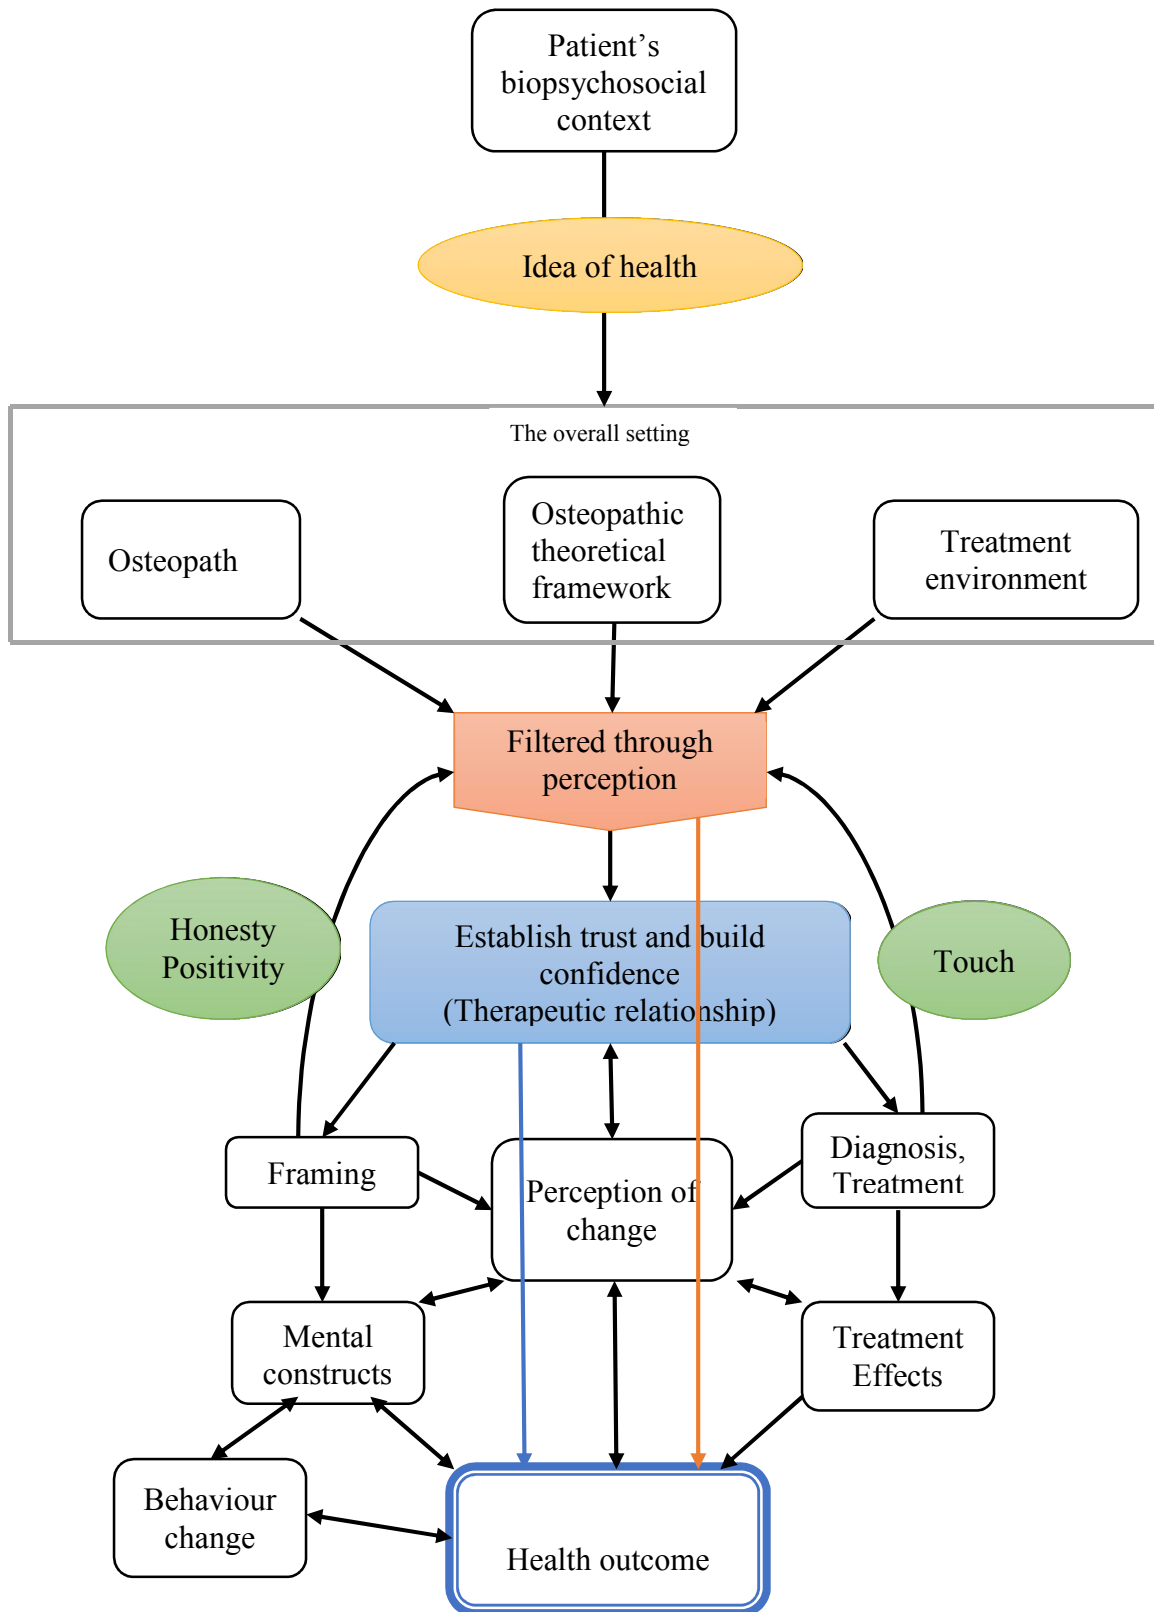 Patient’s
biopsychosocial
context
Idea of health
The overall setting
Osteopath
Osteopathic
theoretical
framework
Treatment
environment
Filtered through
perception
Honesty
Positivity
Establish trust and build
confidence
(Therapeutic relationship)
Touch
Framing
Perception of
change
Diagnosis,
Treatment
Mental
constructs
Treatment
Effects
Behaviour
change
Health outcome